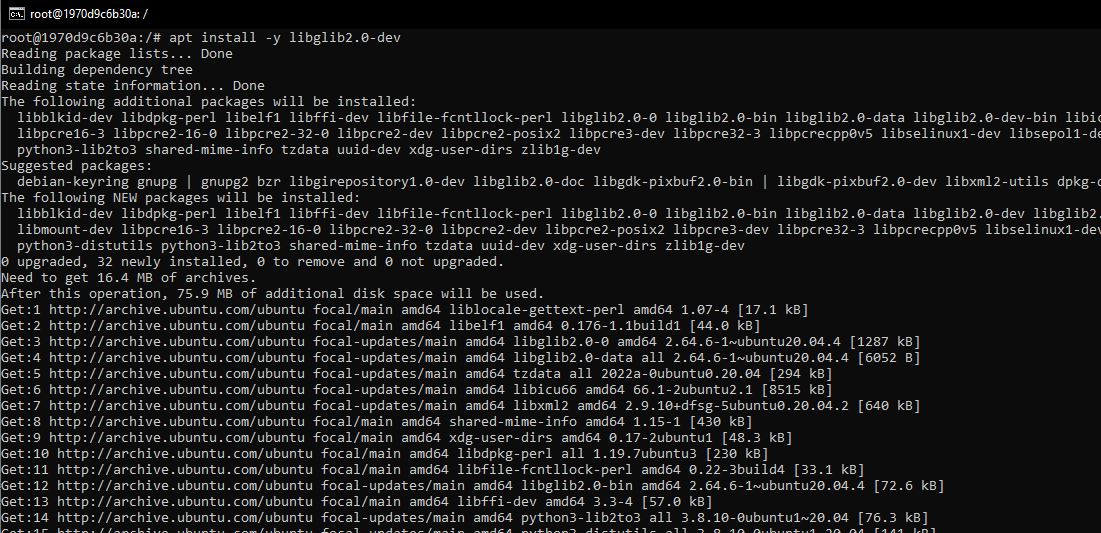 root@1970d9c6b30a: /
root@1970d9c6b30a:/# apt install -y libglib2.0-dev
Reading package lists... Done
Building dependency tree
Reading state information... Done
The following additional packages will be installed:
libblkid-dev libdpkg-perl libelf1 libffi-dev libfile-fcntllock-perl libglib2.0-0 libglib2.0-bin libglib2.0-data libglib2.0-dev-bin
libpcre16-3 libpcre2-16-0 libpcre2-32-0 libpcre2-dev libpcre2-posix2 libpcre3-dev libpcre32-3 libpcrecpp0v5 libselinux1-dev libsepol1-de
python3-lib2to3 shared-mime-info tzdata uuid-dev xdg-user-dirs zlib1g-dev
Suggested packages:
debian-keyring gnupg | gnupg2 bzr libgirepository1.0-dev libglib2.0-doc libgdk-pixbuf2.0-bin | libgdk-pixbuf2.0-dev libxml2-utils
The following NEW packages will be installed:
libblkid-dev libdpkg-perl libelf1 libffi-dev libfile-fcntllock-perl libglib2.0-0 libglib2.0-bin libglib2.0-data libglib2.0-dev libglib2.
libmount-dev libpcre16-3 libpcre2-16-0 libpcre2-32-0 libpcre2-dev libpcre2-posix2 libpcre3-dev libpcre32-3 libpcrecpp0v5 libselinux1-dev
python3-distutils python3-lib2to3 shared-mime-info tzdata uuid-dev xdg-user-dirs zlib1g-dev
0 upgraded, 32 newly installed, 0 to remove and 0 not upgraded.
Need to get 16.4 MB of archives.
After this operation, 75.9 MB of additional disk space will be used.
Get:1 http://archive.ubuntu.com/ubuntu focal/main amd64 liblocale-gettext-perl amd64 1.07-4 [17.1 kB]
Get:2 http://archive.ubuntu.com/ubuntu focal/main amd64 libelf1 amd64 0.176-1.1build1 [44.0 kB]
Get:3 http://archive.ubuntu.com/ubuntu focal-updates/main amd64 libglib2.0-0 amd64 2.64.6-1~ubuntu20.04.4 [1287 kB]
Get:4 http://archive.ubuntu.com/ubuntu focal-updates/main amd64 libglib2.0-data all 2.64.6-1~ubuntu20.04.4 [6052 B]
Get:5 http://archive.ubuntu.com/ubuntu focal-updates/main amd64 tzdata all 2022a-0ubuntu0.20.04 [294 kB]
Get:6 http://archive.ubuntu.com/ubuntu focal-updates/main amd64 libicu66 amd64 66.1-2ubuntu2.1 [8515 kB]
Get:7 http://archive.ubuntu.com/ubuntu focal-updates/main amd64 libxml2 amd64 2.9.10+dfsg-5ubuntu0.20.04.2 [640 kB]
Get:8 http://archive.ubuntu.com/ubuntu focal/main amd64 shared-mime-info amd64 1.15-1 [430 kB]
Get:9 http://archive.ubuntu.com/ubuntu focal/main amd64 xdg-user-dirs amd64 0.17-2ubuntu1 [48.3 kB]
Get:10 http://archive.ubuntu.com/ubuntu focal/main amd64 libdpkg-perl all 1.19.7ubuntu3 [230 kB]
Get:11 http://archive.ubuntu.com/ubuntu focal/main amd64 libfile-fcntllock-perl amd64 0.22-3build4 [33.1 kB]
Get:12 http://archive.ubuntu.com/ubuntu focal-updates/main amd64 libglib2.0-bin amd64 2.64.6-1~ubuntu20.04.4 [72.6 kB]
Get:13 http://archive.ubuntu.com/ubuntu focal/main amd64 libffi-dev amd64 3.3-4 [57.0 kB]
Get:14 http://archive.ubuntu.com/ubuntu focal-updates/main amd64 python3-lib2to3 all 3.8.10-0ubuntu1~20.04 [76.3 kB]
Get:15 http://archive.ubuntu.com/ubuntu focal-updates/main amd64 python3-distutils all 3.8.10-0ubuntu1~20.04 [141 kB]